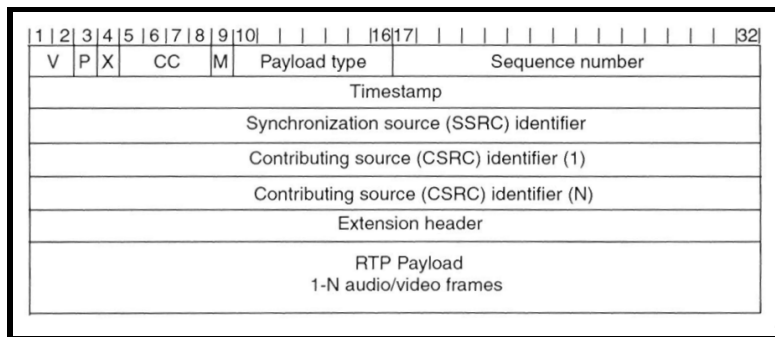 |1|2|3|4|5|6|7|8|9|10| | | | | |16|17| | | | | | | | | | | | | | |32|
V P X CC M Payload type Sequence number
Timestamp
Synchronization source (SSRC) identifier
Contributing source (CSRC) identifier (1)
Contributing source (CSRC) identifier (N)
Extension header
RTP Payload
1-N audio/video frames